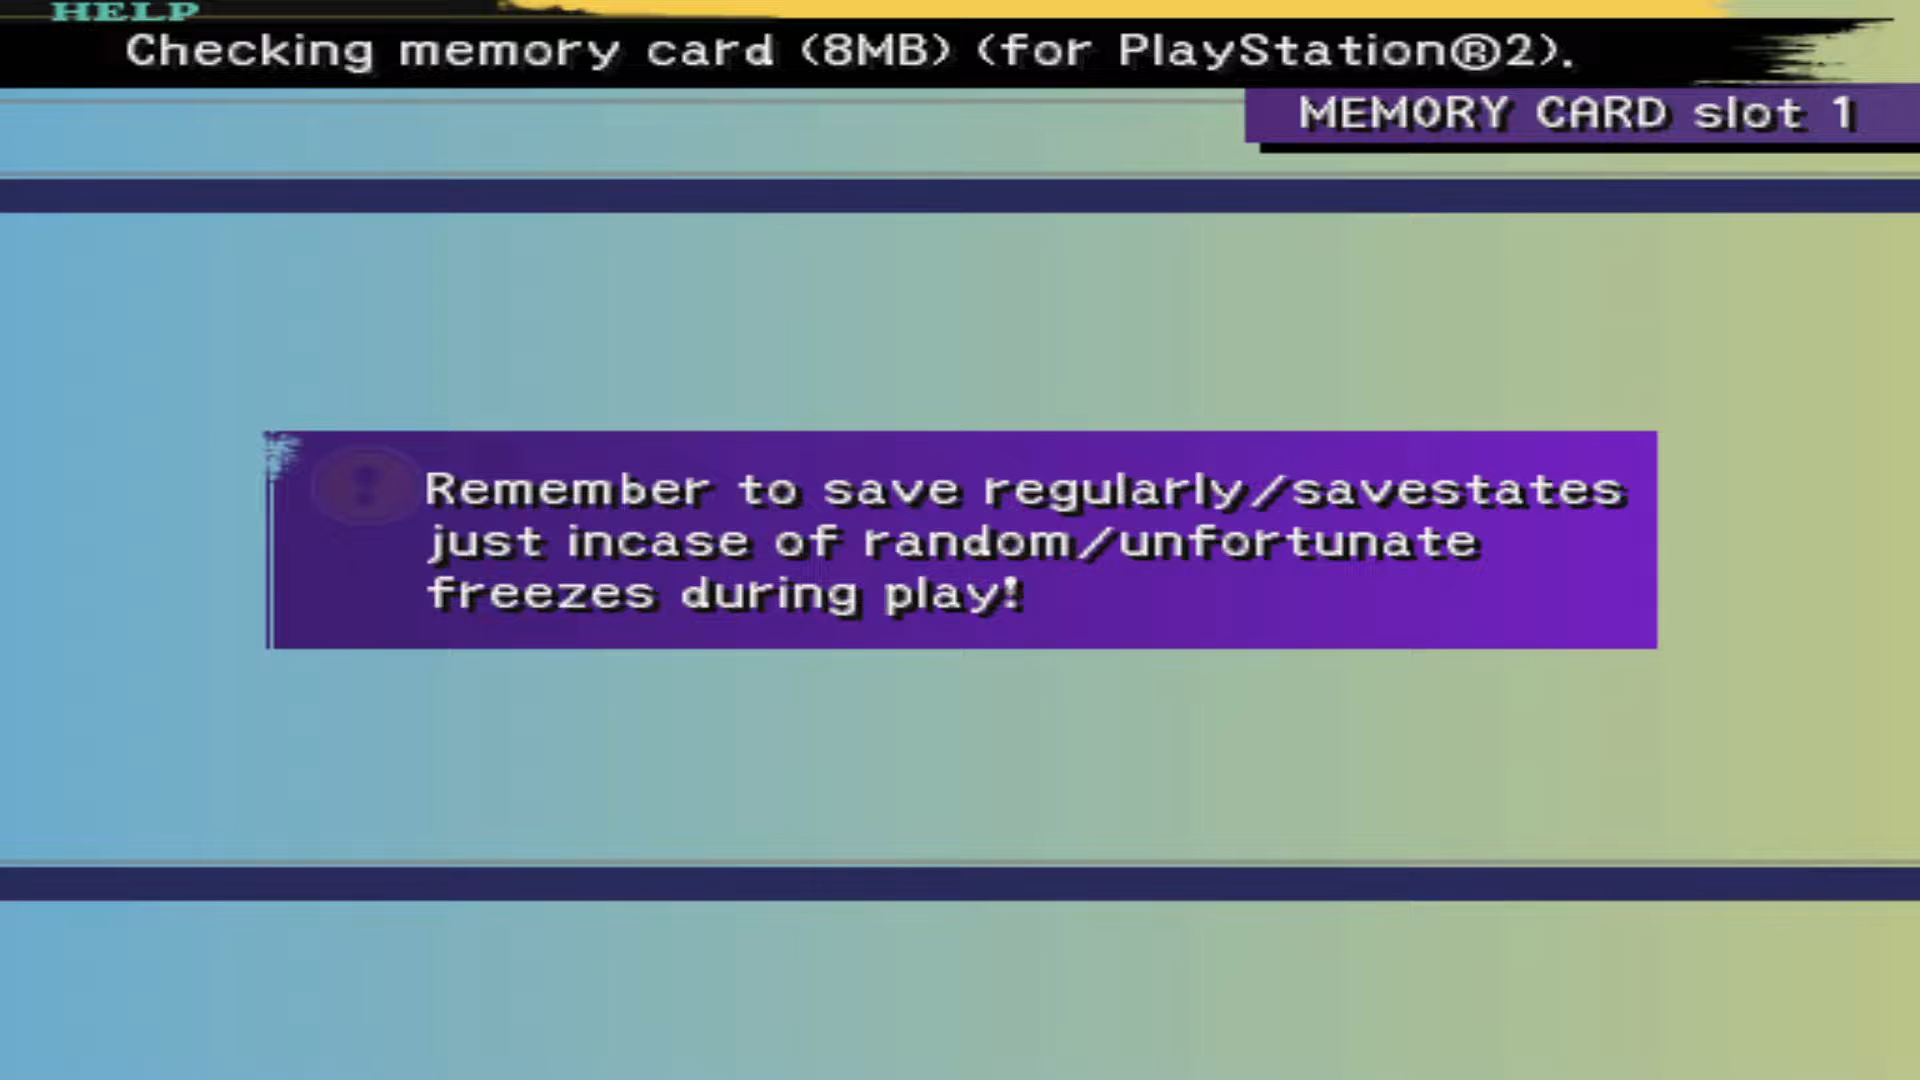 HELP
Checking memory card (8MB) (for PlayStation®2).
MEMORY CARD slot 1
Remember to save regularly/savestates
just incase of random/unfortunate
freezes during play!